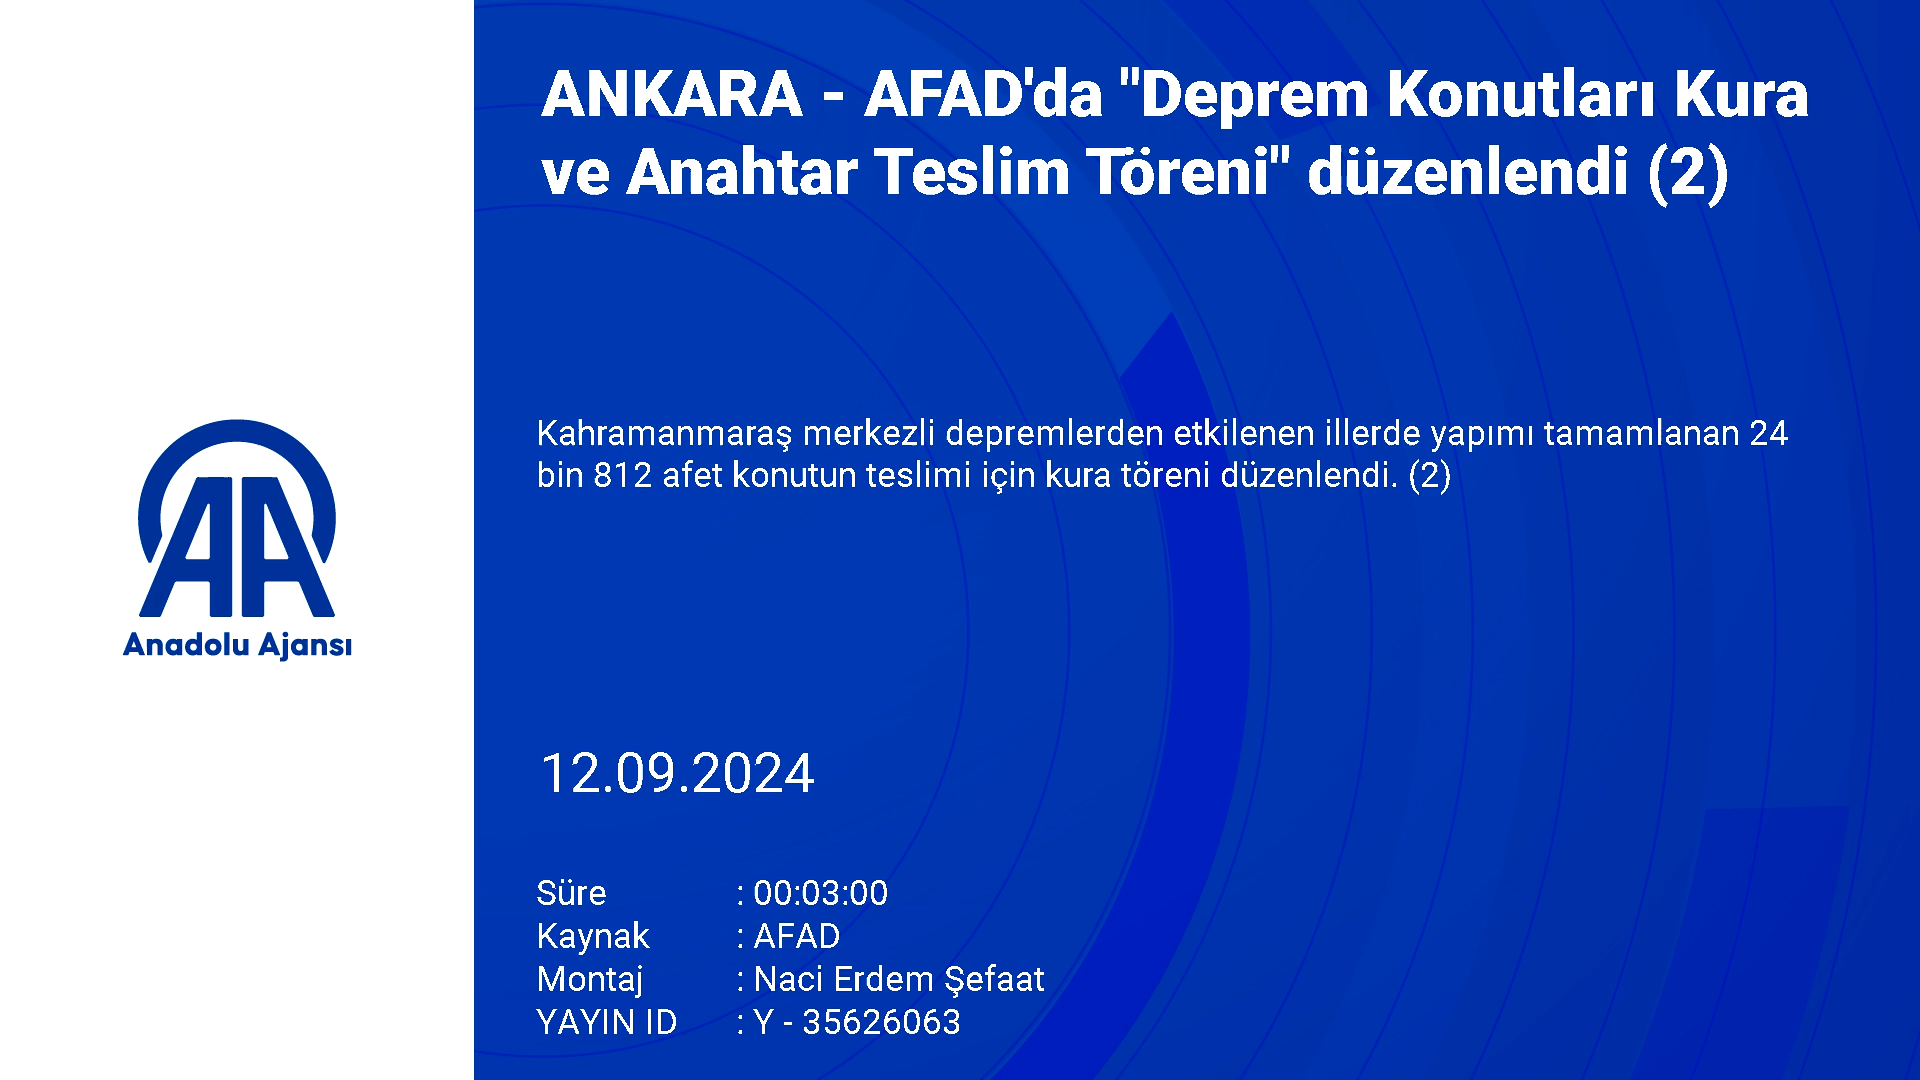 ANKARA - AFAD'da "Deprem Konutları Kura
ve Anahtar Teslim Töreni" düzenlendi (2)
Kahramanmaraş merkezli depremlerden etkilenen illerde yapımı tamamlanan 24
bin 812 afet konutun teslimi için kura töreni düzenlendi. (2)
AA
Anadolu Ajansı
12.09.2024
Süre : 00:03:00
Kaynak : AFAD
Montaj : Naci Erdem Şefaat
YAYIN ID : Y - 35626063